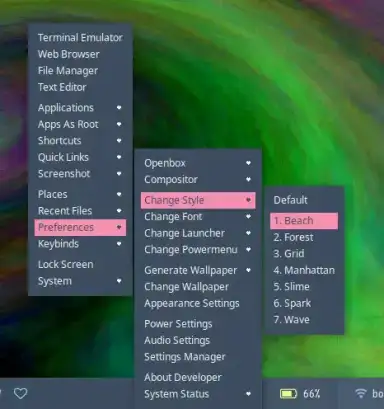 Terminal Emulator
Web Browser
File Manager
Text Editor
Applications
Apps As Root
Shortcuts
Quick Links
Screenshot
Places
Recent Files
Preferences
Keybinds
Lock Screen
System
Openbox
Compositor
Change Style
Change Font
Change Launcher
Change Powermenu
Generate Wallpaper
Change Wallpaper
Appearance Settings
Power Settings
Audio Settings
Settings Manager
About Developer
System Status
Default
1. Beach
2. Forest
3. Grid
4. Manhattan
5. Slime
6. Spark
7. Wave
66%
bo